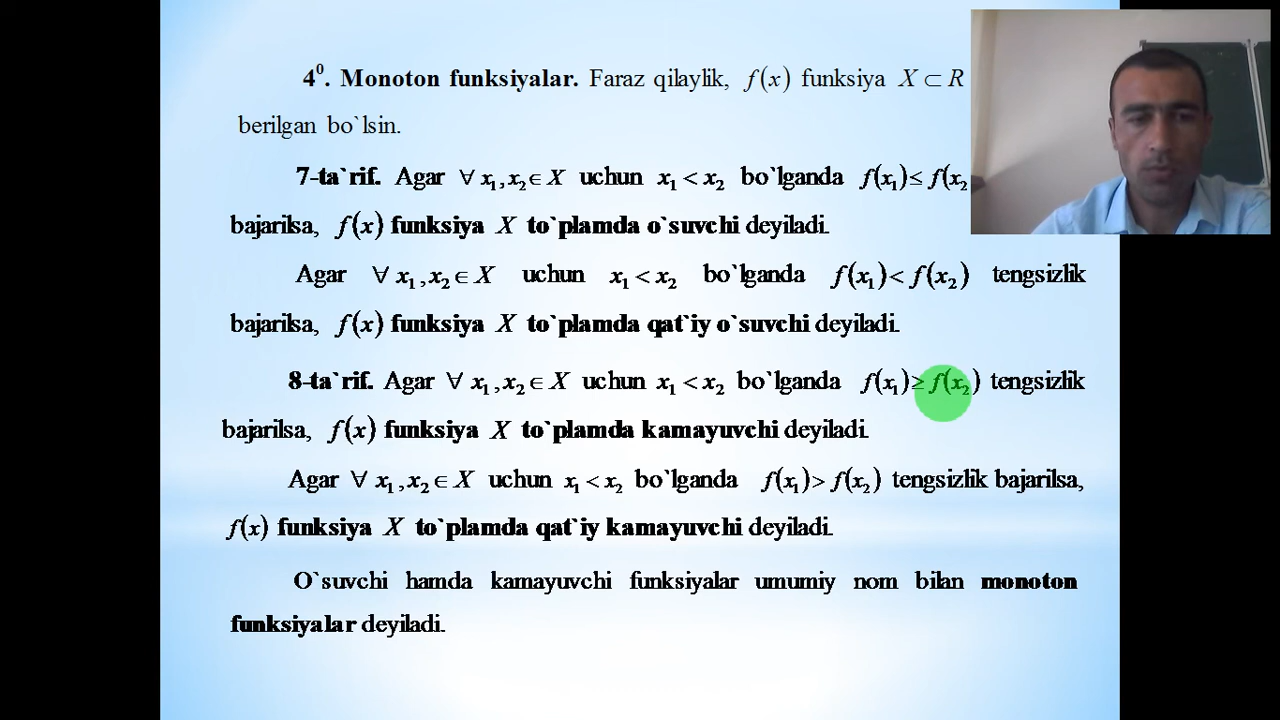 4⁰. Monoton funksiyalar. Faraz qilaylik, f(x) funksiya X ⊂ R
berilgan bo`lsin.
7-ta`rif. Agar ∀ x₁, x₂ ∈ X uchun x₁ < x₂ bo`lganda f(x₁) ≤ f(x₂
bajarilsa, f(x) funksiya X to`plamda o`suvchi deyiladi.
Agar ∀ x₁, x₂ ∈ X uchun x₁ < x₂ bo`lganda f(x₁) < f(x₂) tengsizlik
bajarilsa, f(x) funksiya X to`plamda qat`iy o`suvchi deyiladi.
8-ta`rif. Agar ∀ x₁, x₂ ∈ X uchun x₁ < x₂ bo`lganda f(x₁) ≥ f(x₂) tengsizlik
bajarilsa, f(x) funksiya X to`plamda kamayuvchi deyiladi.
Agar ∀ x₁, x₂ ∈ X uchun x₁ < x₂ bo`lganda f(x₁) > f(x₂) tengsizlik bajarilsa,
f(x) funksiya X to`plamda qat`iy kamayuvchi deyiladi.
O`suvchi hamda kamayuvchi funksiyalar umumiy nom bilan monoton
funksiyalar deyiladi.